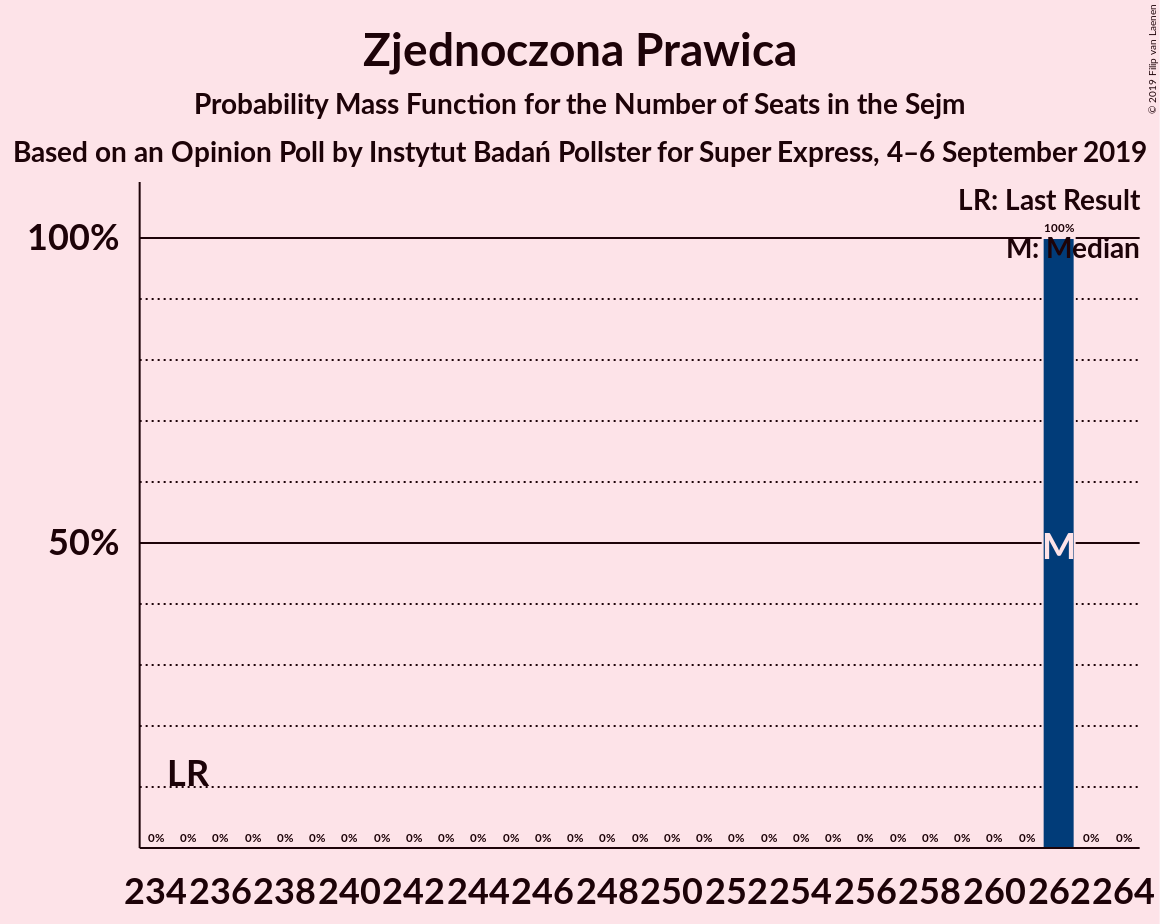 Zjednoczona Prawica
Probability Mass Function for the Number of Seats in the Sejm
Based on an Opinion Poll by Instytut Badań Pollster for Super Express, 4–6 September 2019
© 2019 Filip van Laenen
LR: Last Result
100%
100%
M: Median
50%
M
LR
0% 0% 0% 0% 0% 0% 0% 0% 0% 0% 0% 0% 0% 0% 0% 0% 0% 0% 0% 0% 0% 0% 0% 0% 0% 0% 0% 0% 0% 0%
234 236 238 240 242 244 246 248 250 252 254 256 258 260 262 264